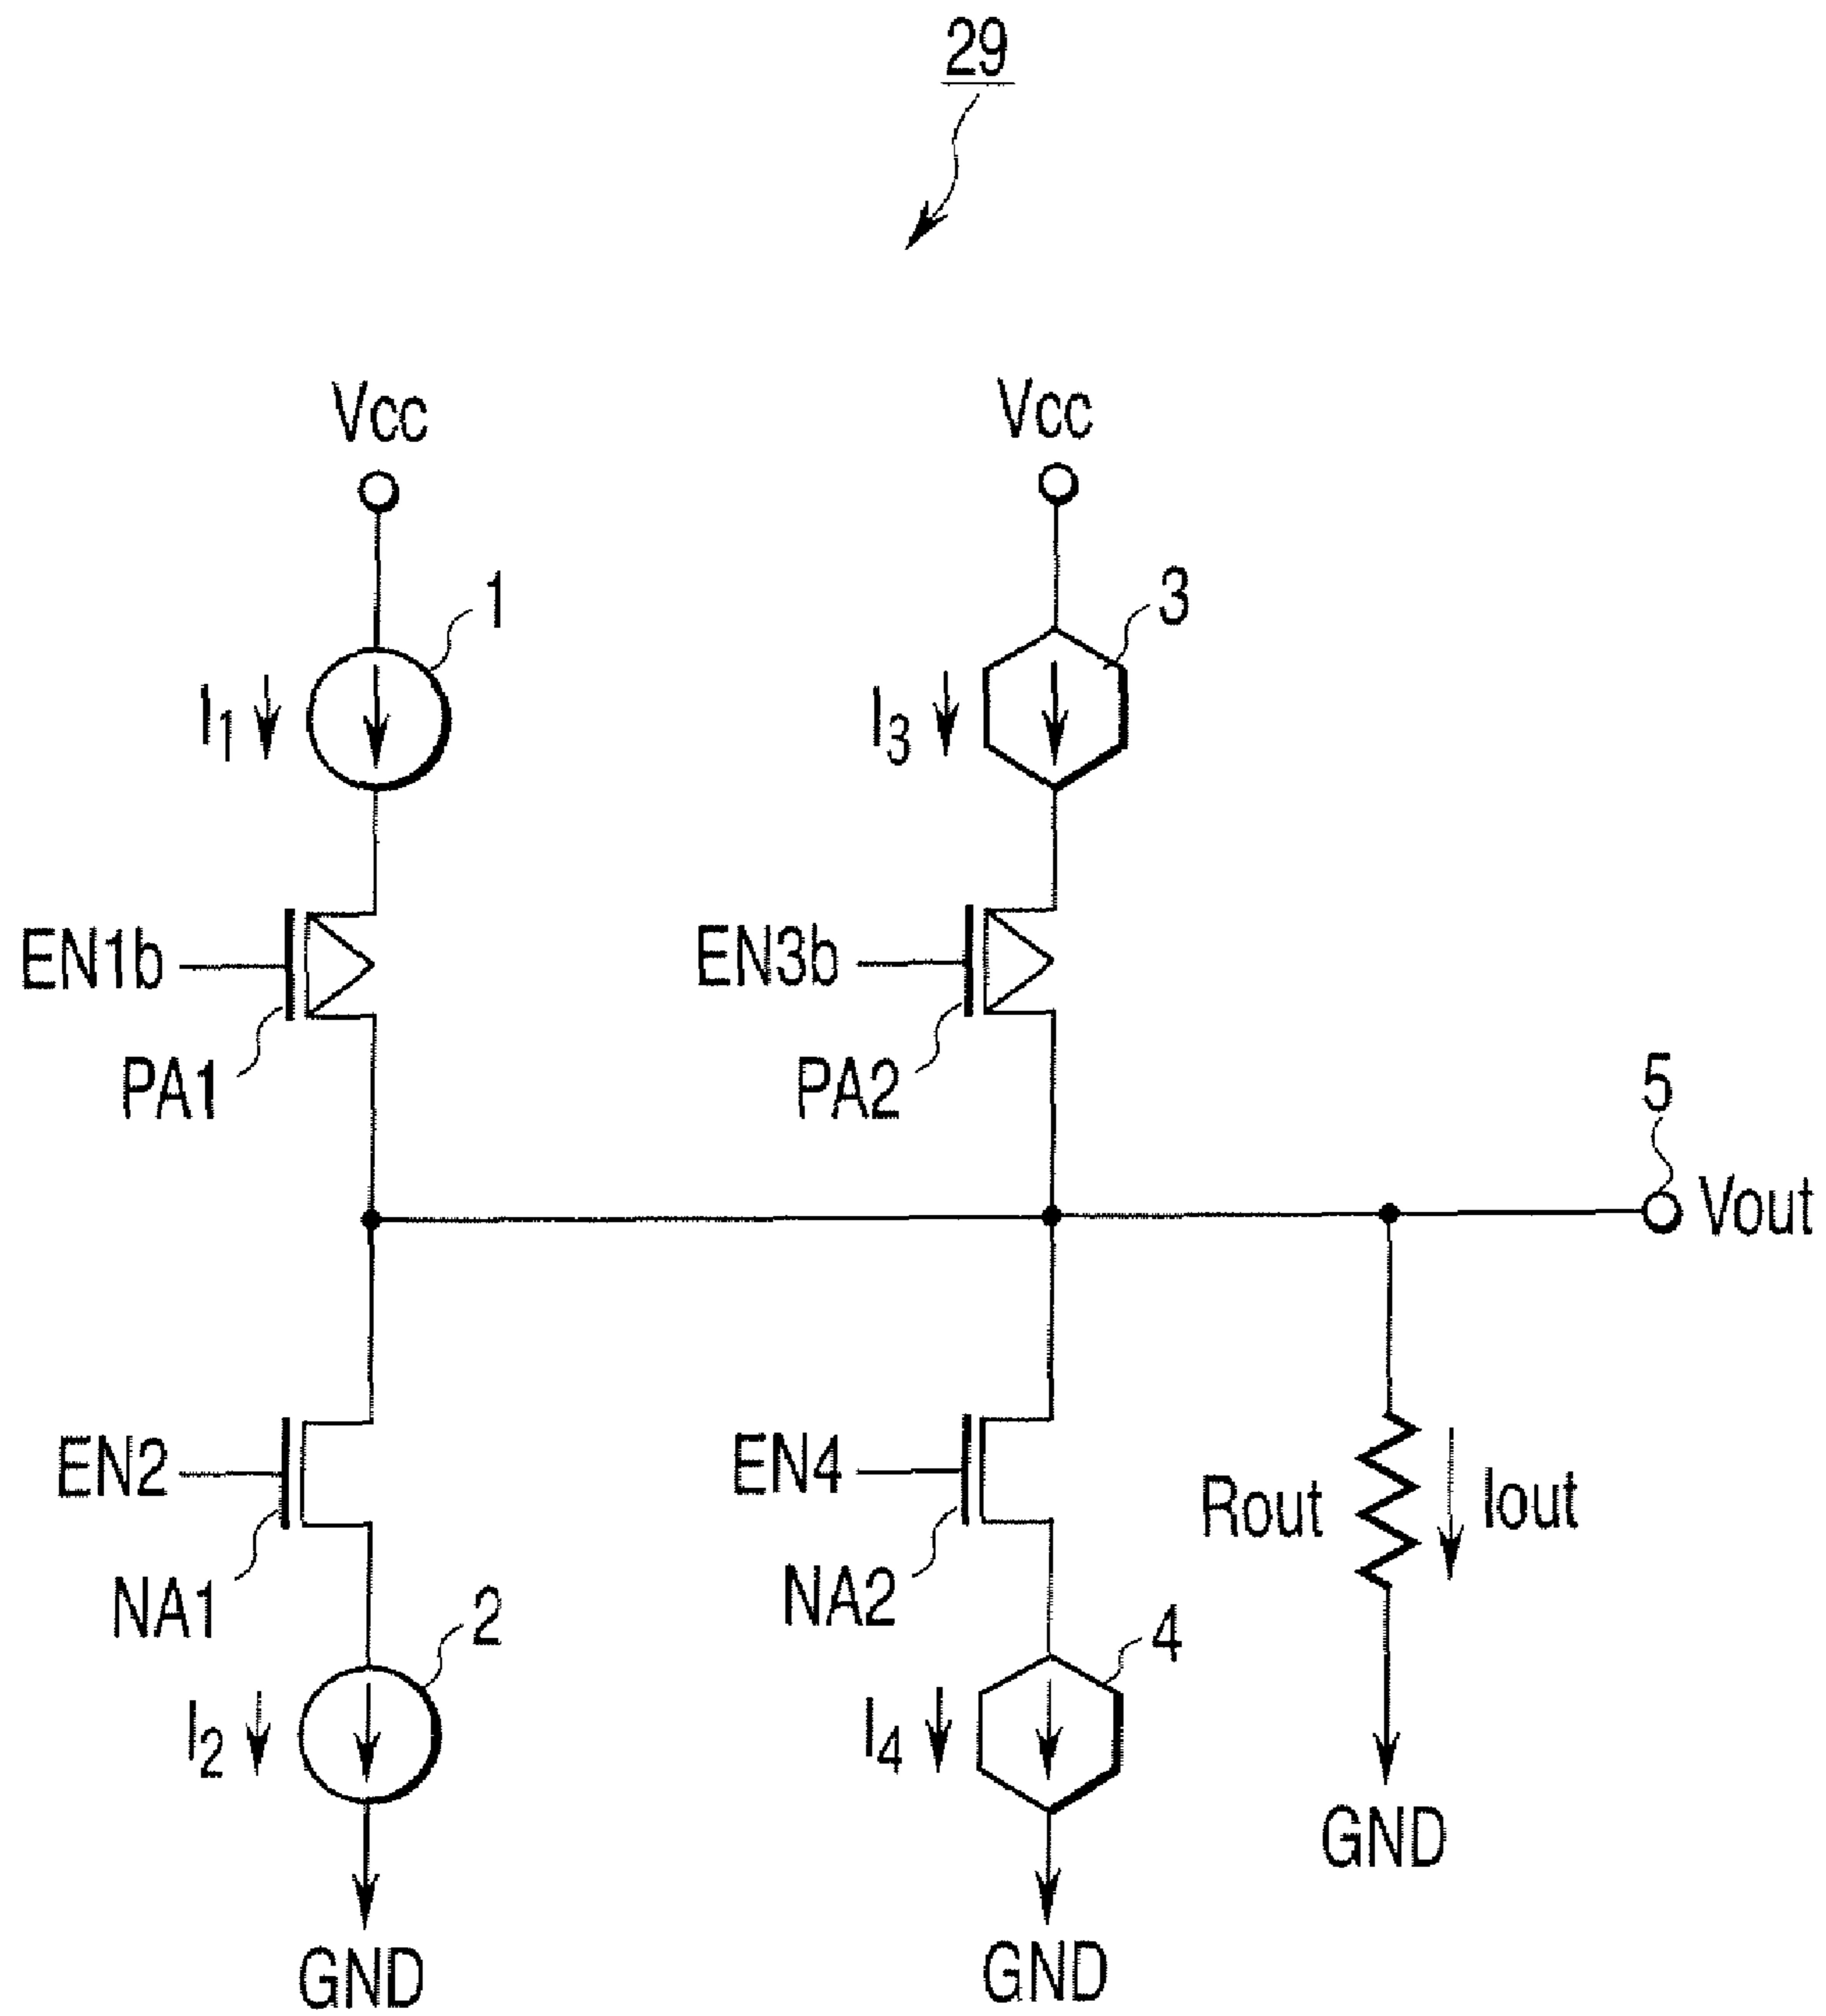 29
Vcc
Vcc
1
3
I1
I3
EN1b
EN3b
PA1
PA2
5
Vout
EN2
EN4
Rout
Iout
NA1
NA2
2
4
I2
I4
GND
GND
GND